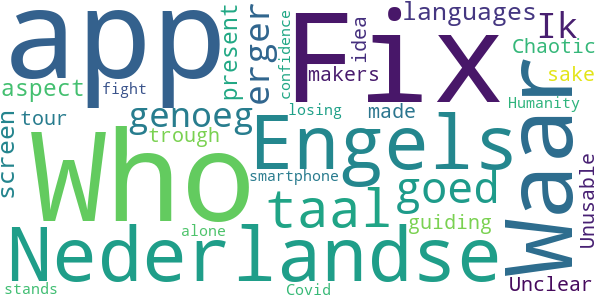 app
Fix
languages
Ik
Chaotic
sake
Humanity
Unusable
Unclear
Waar
aspect
fight
present
erger
confidence
idea
makers
made
losing
genoeg
trough
tour
screen
Who
Engels
smartphone
taal
goed
guiding
alone
Nederlandse
stands
Covid